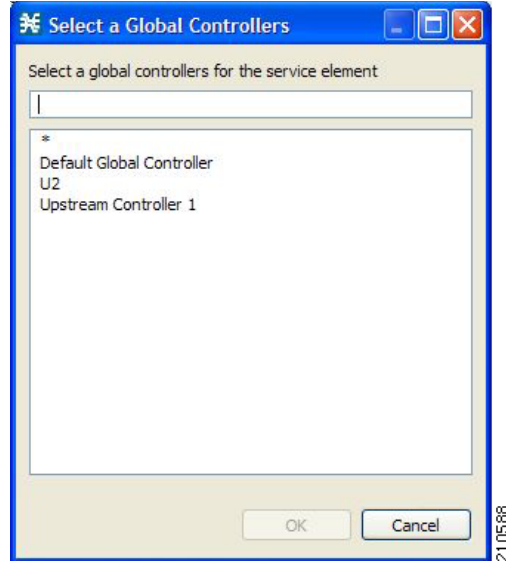 Select a Global Controllers
Select a global controllers for the service element
*
Default Global Controller
U2
Upstream Controller 1
OK
Cancel
210588